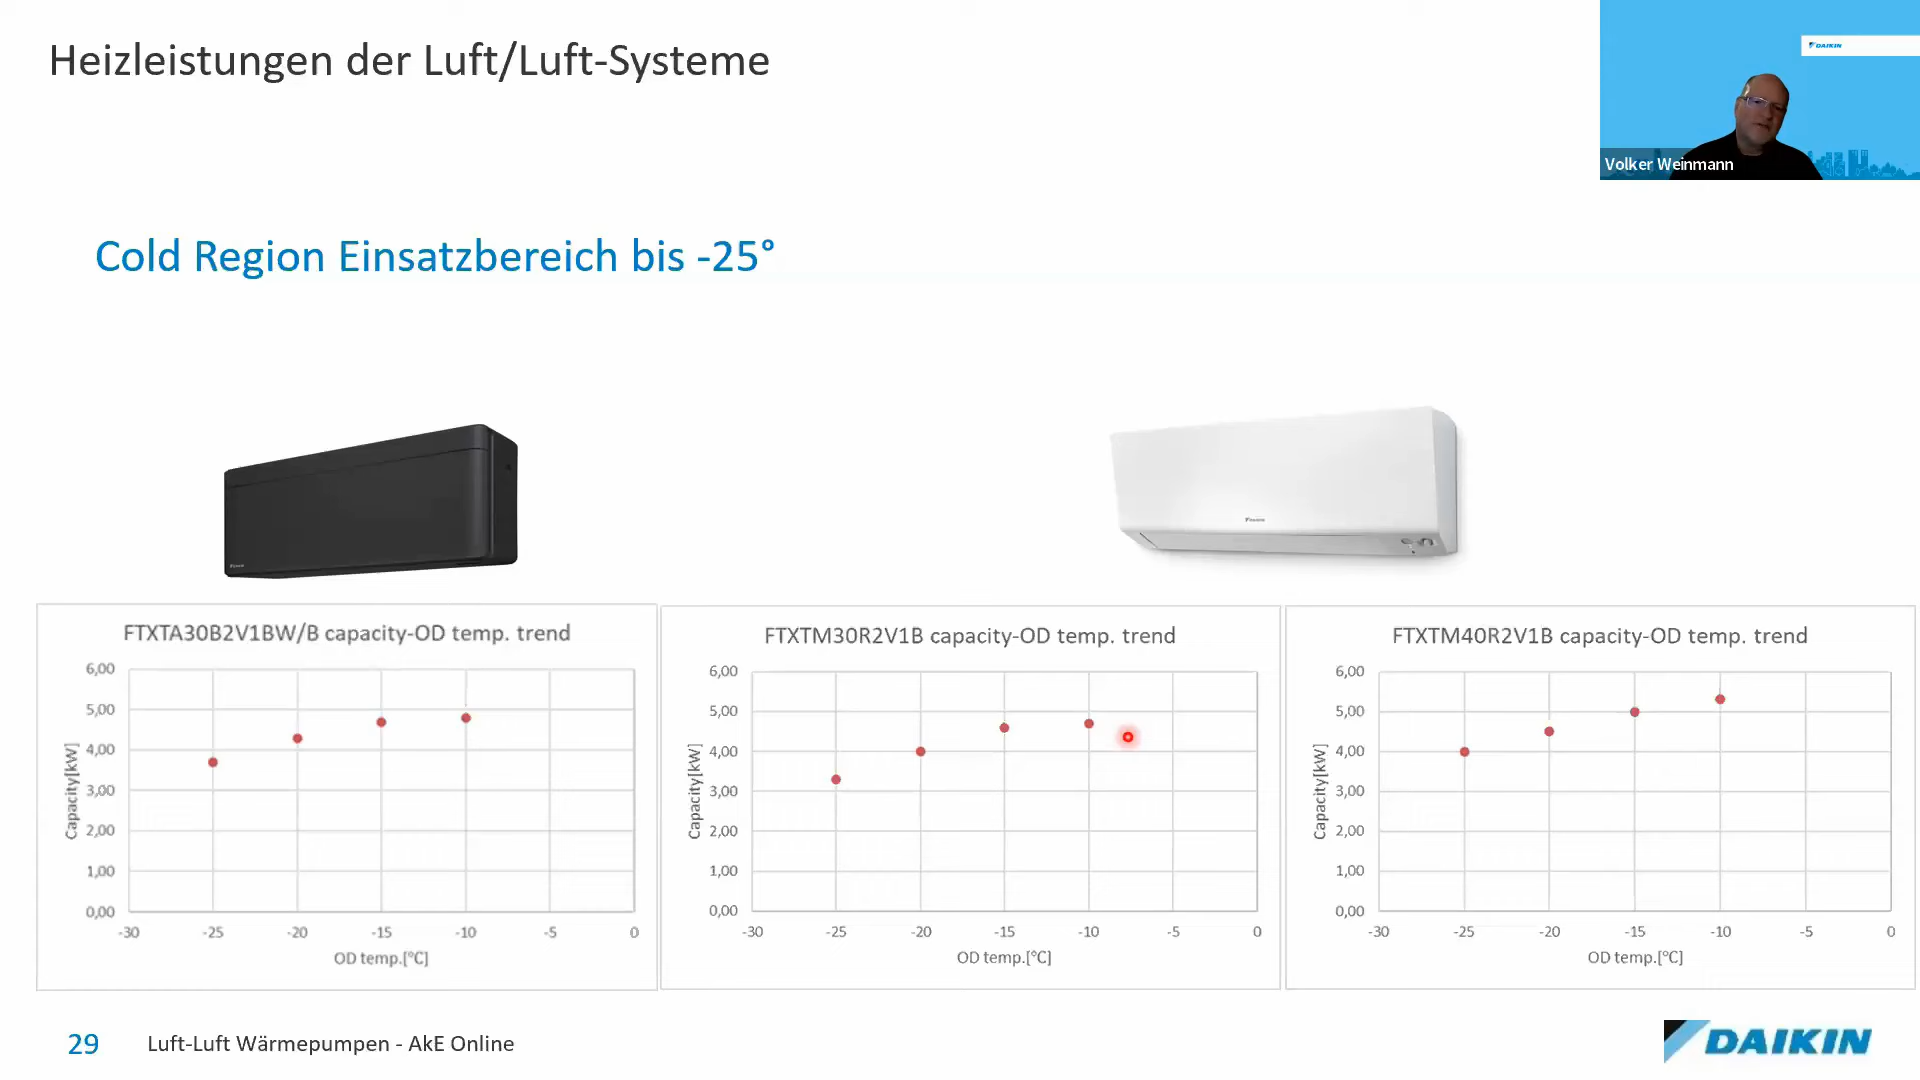 Heizleistungen der Luft/Luft-Systeme
DAIKIN
Volker Weinmann
Cold Region Einsatzbereich bis -25°
DAIKIN
DAIKIN
FTXTA30B2V1BW/B capacity-OD temp. trend
6,00
5,00
4,00
3,00
2,00
1,00
0,00
Capacity[kW]
-30 -25 -20 -15 -10 -5 0
OD temp.[°C]
FTXTM30R2V1B capacity-OD temp. trend
6,00
5,00
4,00
3,00
2,00
1,00
0,00
Capacity[kW]
-30 -25 -20 -15 -10 -5 0
OD temp.[°C]
FTXTM40R2V1B capacity-OD temp. trend
6,00
5,00
4,00
3,00
2,00
1,00
0,00
Capacity[kW]
-30 -25 -20 -15 -10 -5 0
OD temp.[°C]
29 Luft-Luft Wärmepumpen - AkE Online
DAIKIN